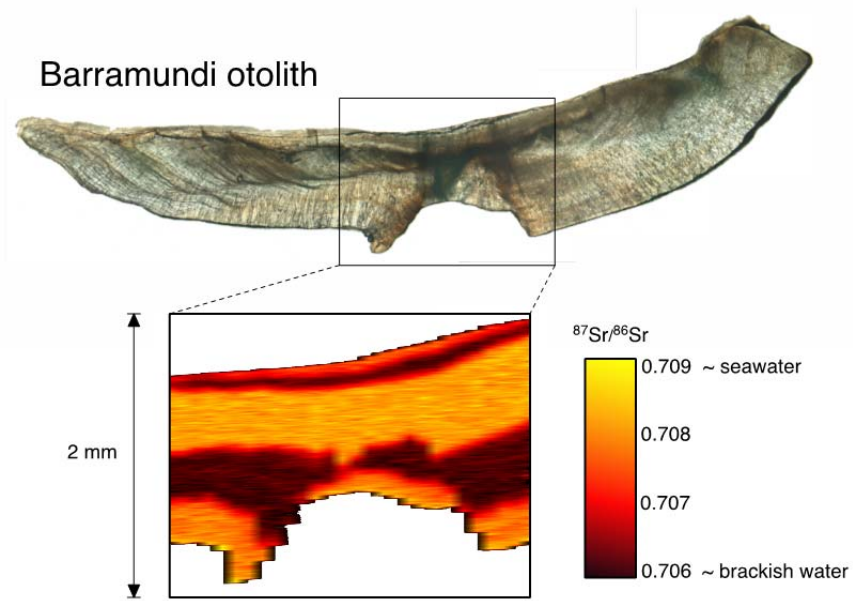 Barramundi otolith
⁸⁷Sr/⁸⁶Sr
0.709 ~ seawater
0.708
2 mm
0.707
0.706 ~ brackish water